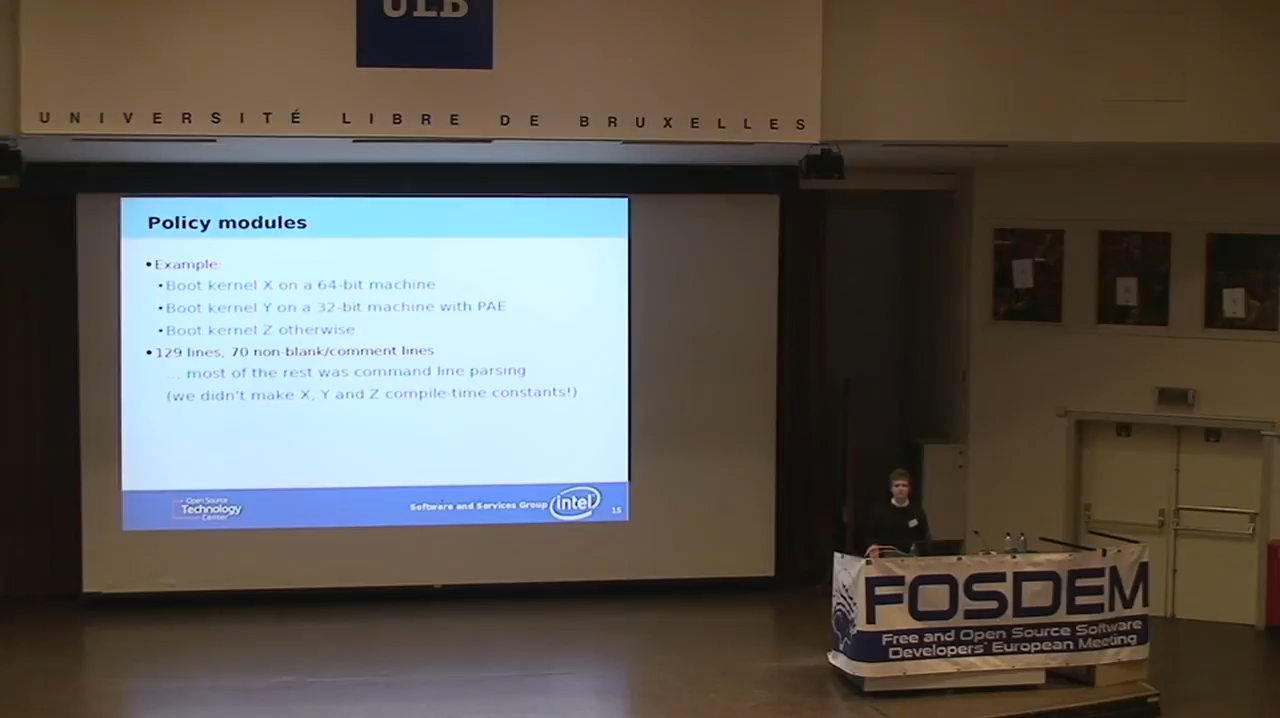 ULB
UNIVERSITÉ LIBRE DE BRUXELLES
Policy modules
•Example:
•Boot kernel X on a 64-bit machine
•Boot kernel Y on a 32-bit machine with PAE
•Boot kernel Z otherwise
•129 lines, 70 non-blank/comment lines
... most of the rest was command line parsing
(we didn't make X, Y and Z compile-time constants!)
Open Source
Technology
Center
Software and Services Group
intel
15
FOSDEM
Free and Open Source Software
Developers' European Meeting